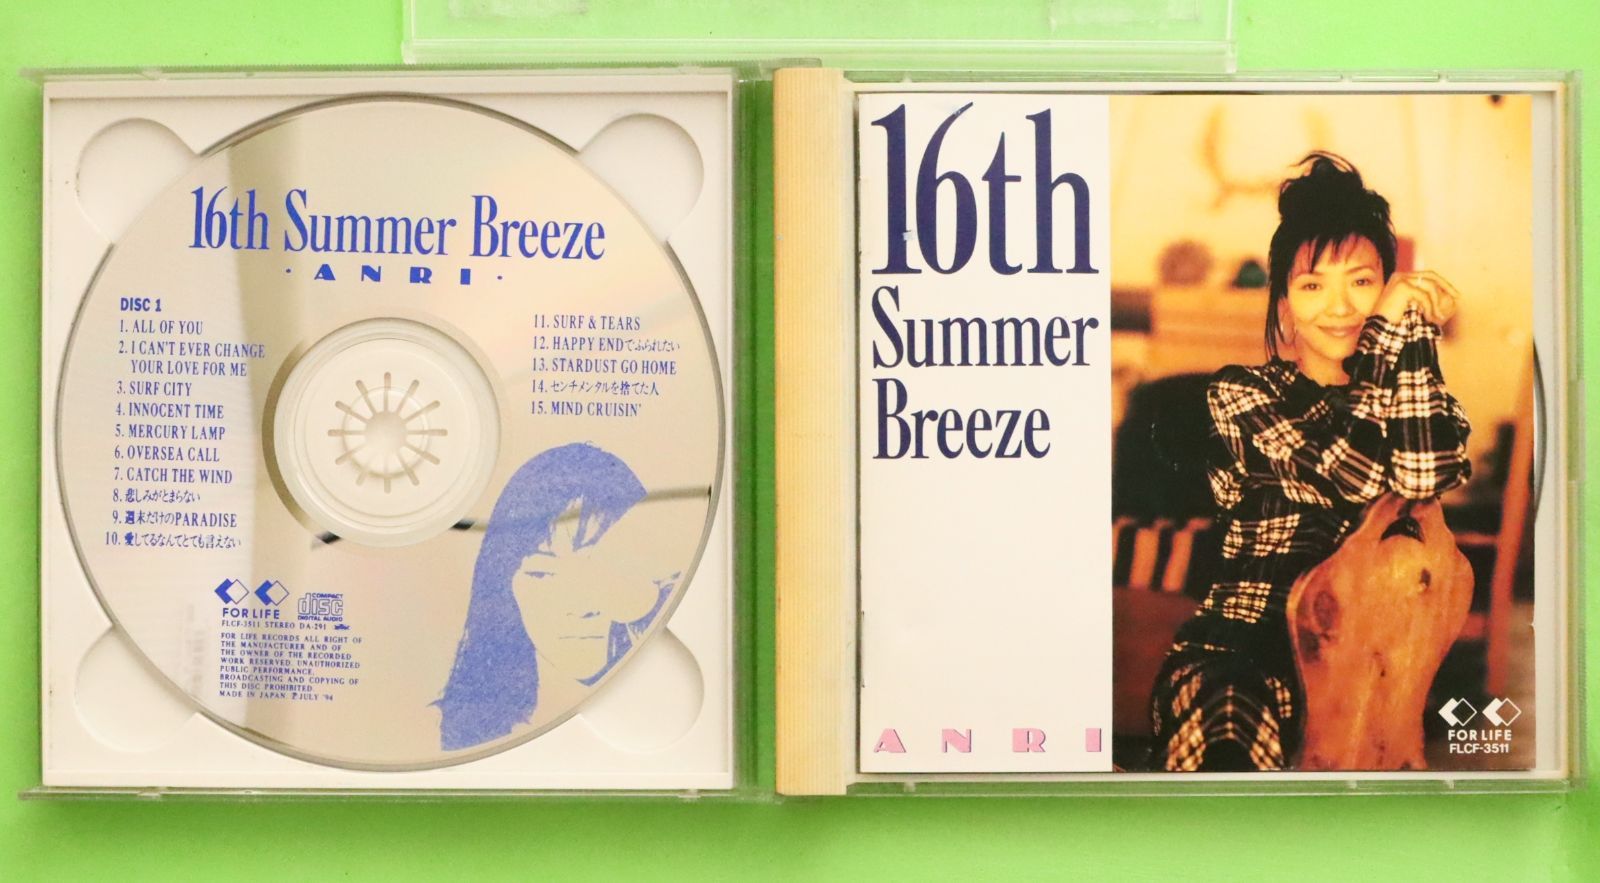 16th Summer Breeze
· ANRI ·
DISC 1
1. ALL OF YOU
2. I CAN'T EVER CHANGE
YOUR LOVE FOR ME
3. SURF CITY
4. INNOCENT TIME
5. MERCURY LAMP
6. OVERSEA CALL
7. CATCH THE WIND
8. 悲しみがとまらない
9. 週末だけのPARADISE
10. 愛してるなんてとても言えない
11. SURF & TEARS
12. HAPPY ENDでふられたい
13. STARDUST GO HOME
14. センチメンタルを捨てた人
15. MIND CRUISIN'
FOR LIFE
COMPACT
disc
DIGITAL AUDIO
FLCF-3511 STEREO DA-291
FOR LIFE RECORDS ALL RIGHT OF
THE MANUFACTURER AND OF
THE OWNER OF THE RECORDED
WORK RESERVED. UNAUTHORIZED
PUBLIC PERFORMANCE,
BROADCASTING AND COPYING OF
THIS DISC PROHIBITED.
MADE IN JAPAN. Ⓟ JULY '94
16th
Summer
Breeze
ANRI
FOR LIFE
FLCF-3511